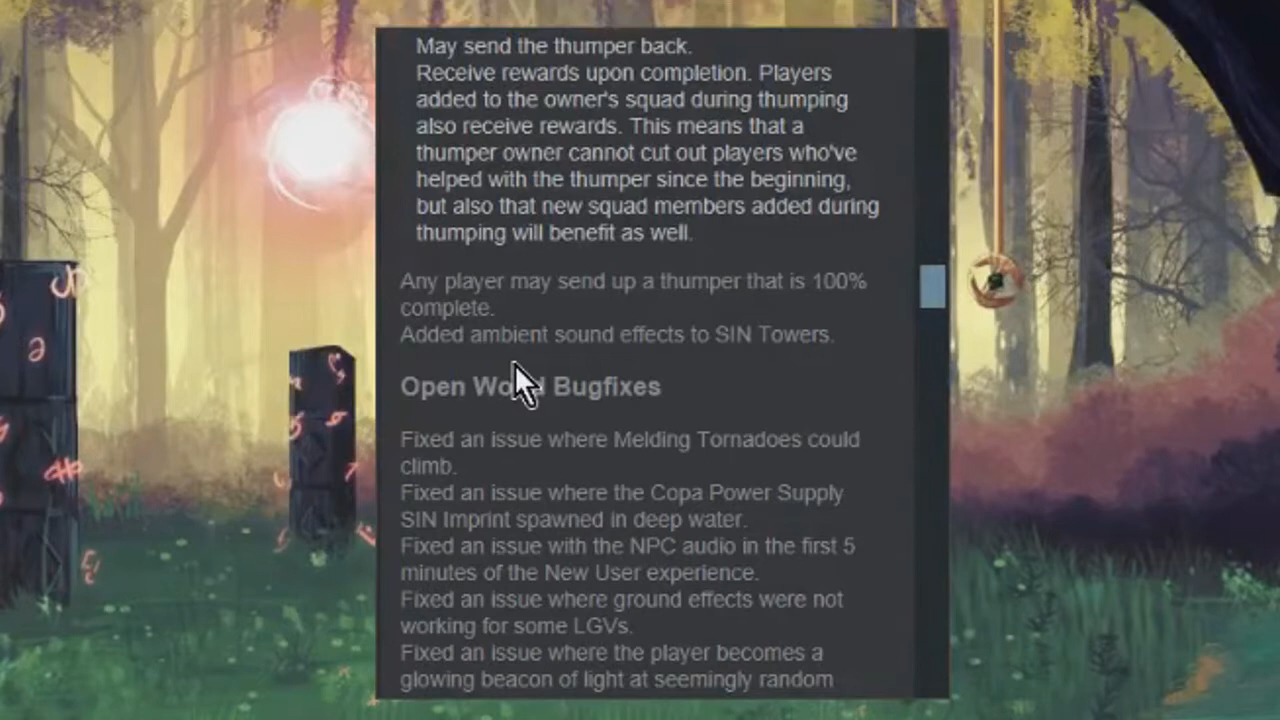 May send the thumper back.
Receive rewards upon completion. Players
added to the owner's squad during thumping
also receive rewards. This means that a
thumper owner cannot cut out players who've
helped with the thumper since the beginning,
but also that new squad members added during
thumping will benefit as well.
Any player may send up a thumper that is 100%
complete.
Added ambient sound effects to SIN Towers.
Open World Bugfixes
Fixed an issue where Melding Tornadoes could
climb.
Fixed an issue where the Copa Power Supply
SIN Imprint spawned in deep water.
Fixed an issue with the NPC audio in the first 5
minutes of the New User experience.
Fixed an issue where ground effects were not
working for some LGVs.
Fixed an issue where the player becomes a
glowing beacon of light at seemingly random